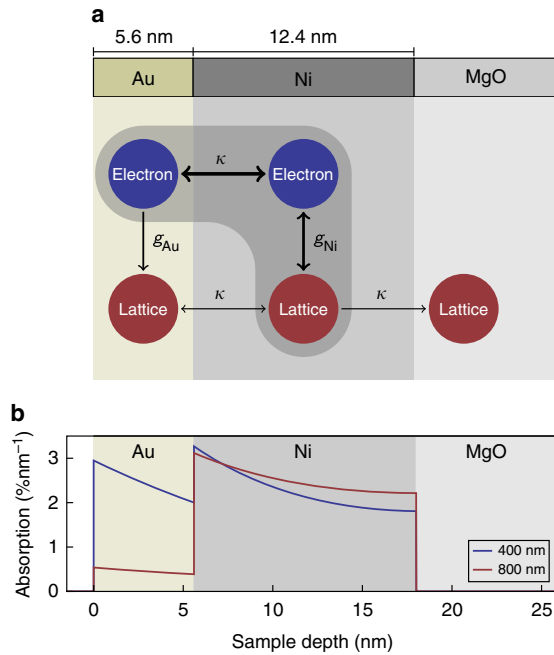 a
5.6 nm 12.4 nm
Au Ni MgO
Electron κ Electron
gAu gNi
Lattice κ Lattice κ Lattice
b
Au Ni MgO
Absorption (%nm⁻¹)
3
2
1
0
400 nm
800 nm
0 5 10 15 20 25
Sample depth (nm)